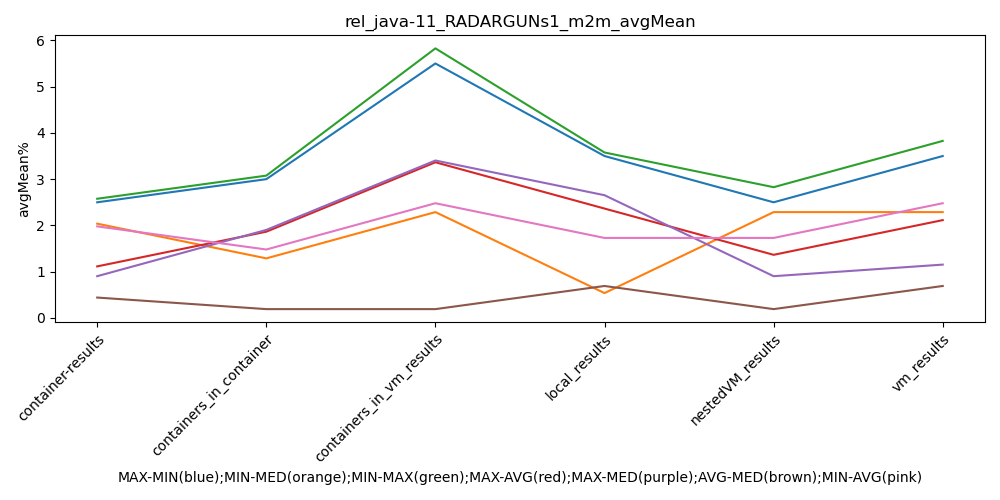 rel_java-11_RADARGUNs1_m2m_avgMean
avgMean%
6
5
4
3
2
1
0
container-results
containers_in_container
containers_in_vm_results
local_results
nestedVM_results
vm_results
MAX-MIN(blue);MIN-MED(orange);MIN-MAX(green);MAX-AVG(red);MAX-MED(purple);AVG-MED(brown);MIN-AVG(pink)